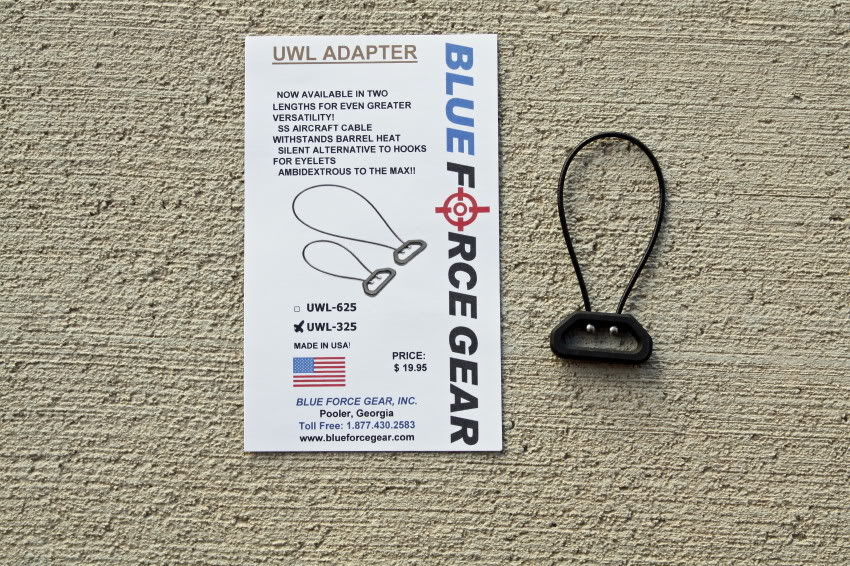 UWL ADAPTER
NOW AVAILABLE IN TWO
LENGTHS FOR EVEN GREATER
VERSATILITY!
SS AIRCRAFT CABLE
WITHSTANDS BARREL HEAT
SILENT ALTERNATIVE TO HOOKS
FOR EYELETS
AMBIDEXTROUS TO THE MAX!!
UWL-625
UWL-325
MADE IN USA!
PRICE:
$ 19.95
BLUE FORCE GEAR, INC.
Pooler, Georgia
Toll Free: 1.877.430.2583
www.blueforcegear.com
BLUE FORCE GEAR